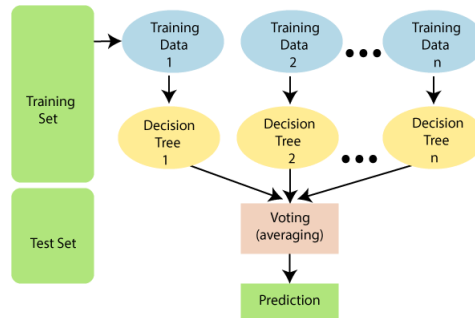 Training
Set
Test Set
Training
Data
1
Training
Data
2
Training
Data
n
Decision
Tree
1
Decision
Tree
2
Decision
Tree
n
Voting
(averaging)
Prediction